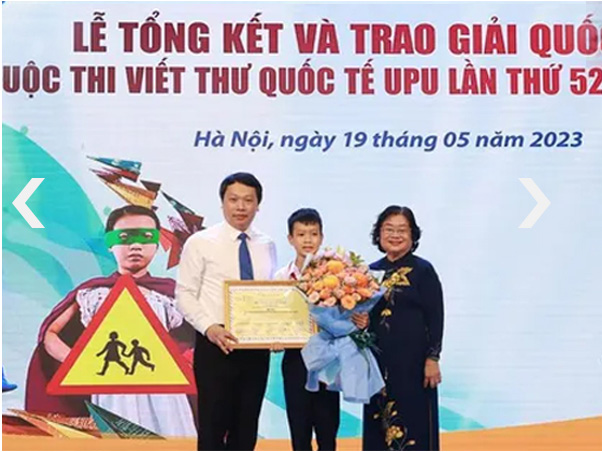 LỄ TỔNG KẾT VÀ TRAO GIẢI QUỐC
UỘC THI VIẾT THƯ QUỐC TẾ UPU LẦN THỨ 52
Hà Nội, ngày 19 tháng 05 năm 2023